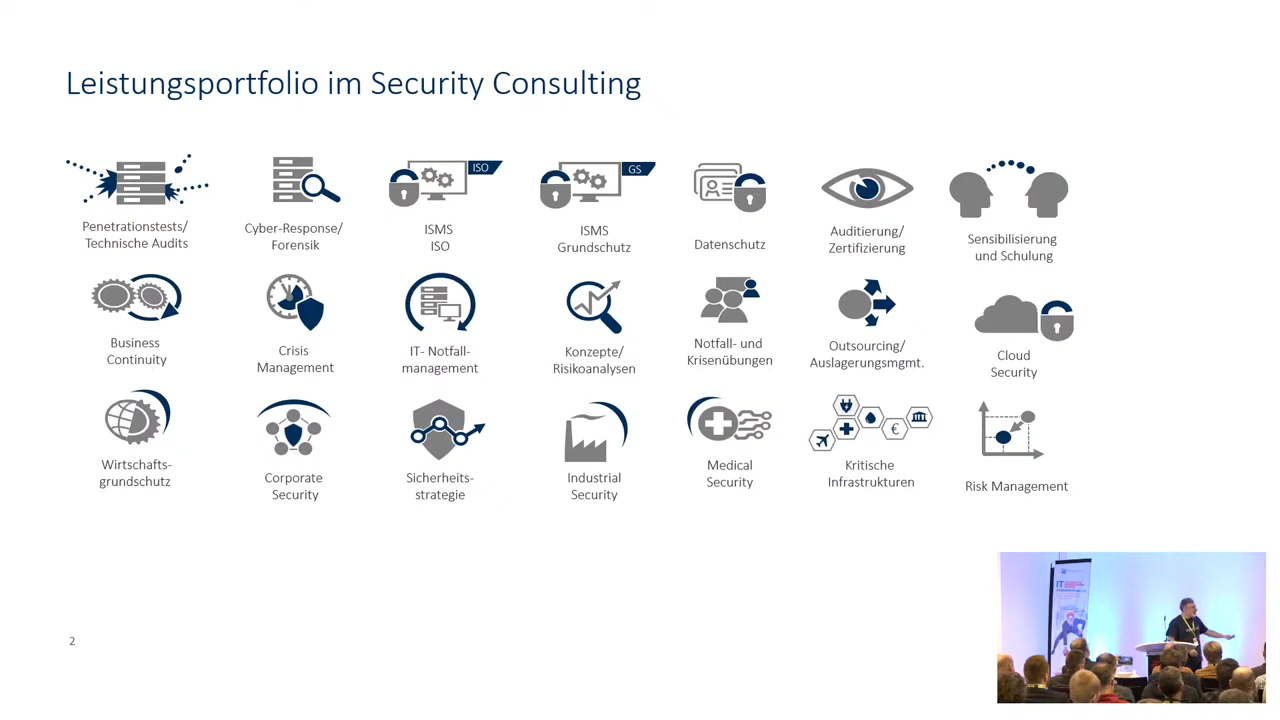 Leistungsportfolio im Security Consulting
ISO
GS
Penetrationstests/
Technische Audits
Cyber-Response/
Forensik
ISMS
ISO
ISMS
Grundschutz
Datenschutz
Auditierung/
Zertifizierung
Sensibilisierung
und Schulung
Business
Continuity
Crisis
Management
IT- Notfall-
management
Konzepte/
Risikoanalysen
Notfall- und
Krisenübungen
Outsourcing/
Auslagerungsmgmt.
Cloud
Security
€
Wirtschafts-
grundschutz
Corporate
Security
Sicherheits-
strategie
Industrial
Security
Medical
Security
Kritische
Infrastrukturen
Risk Management
IT
2